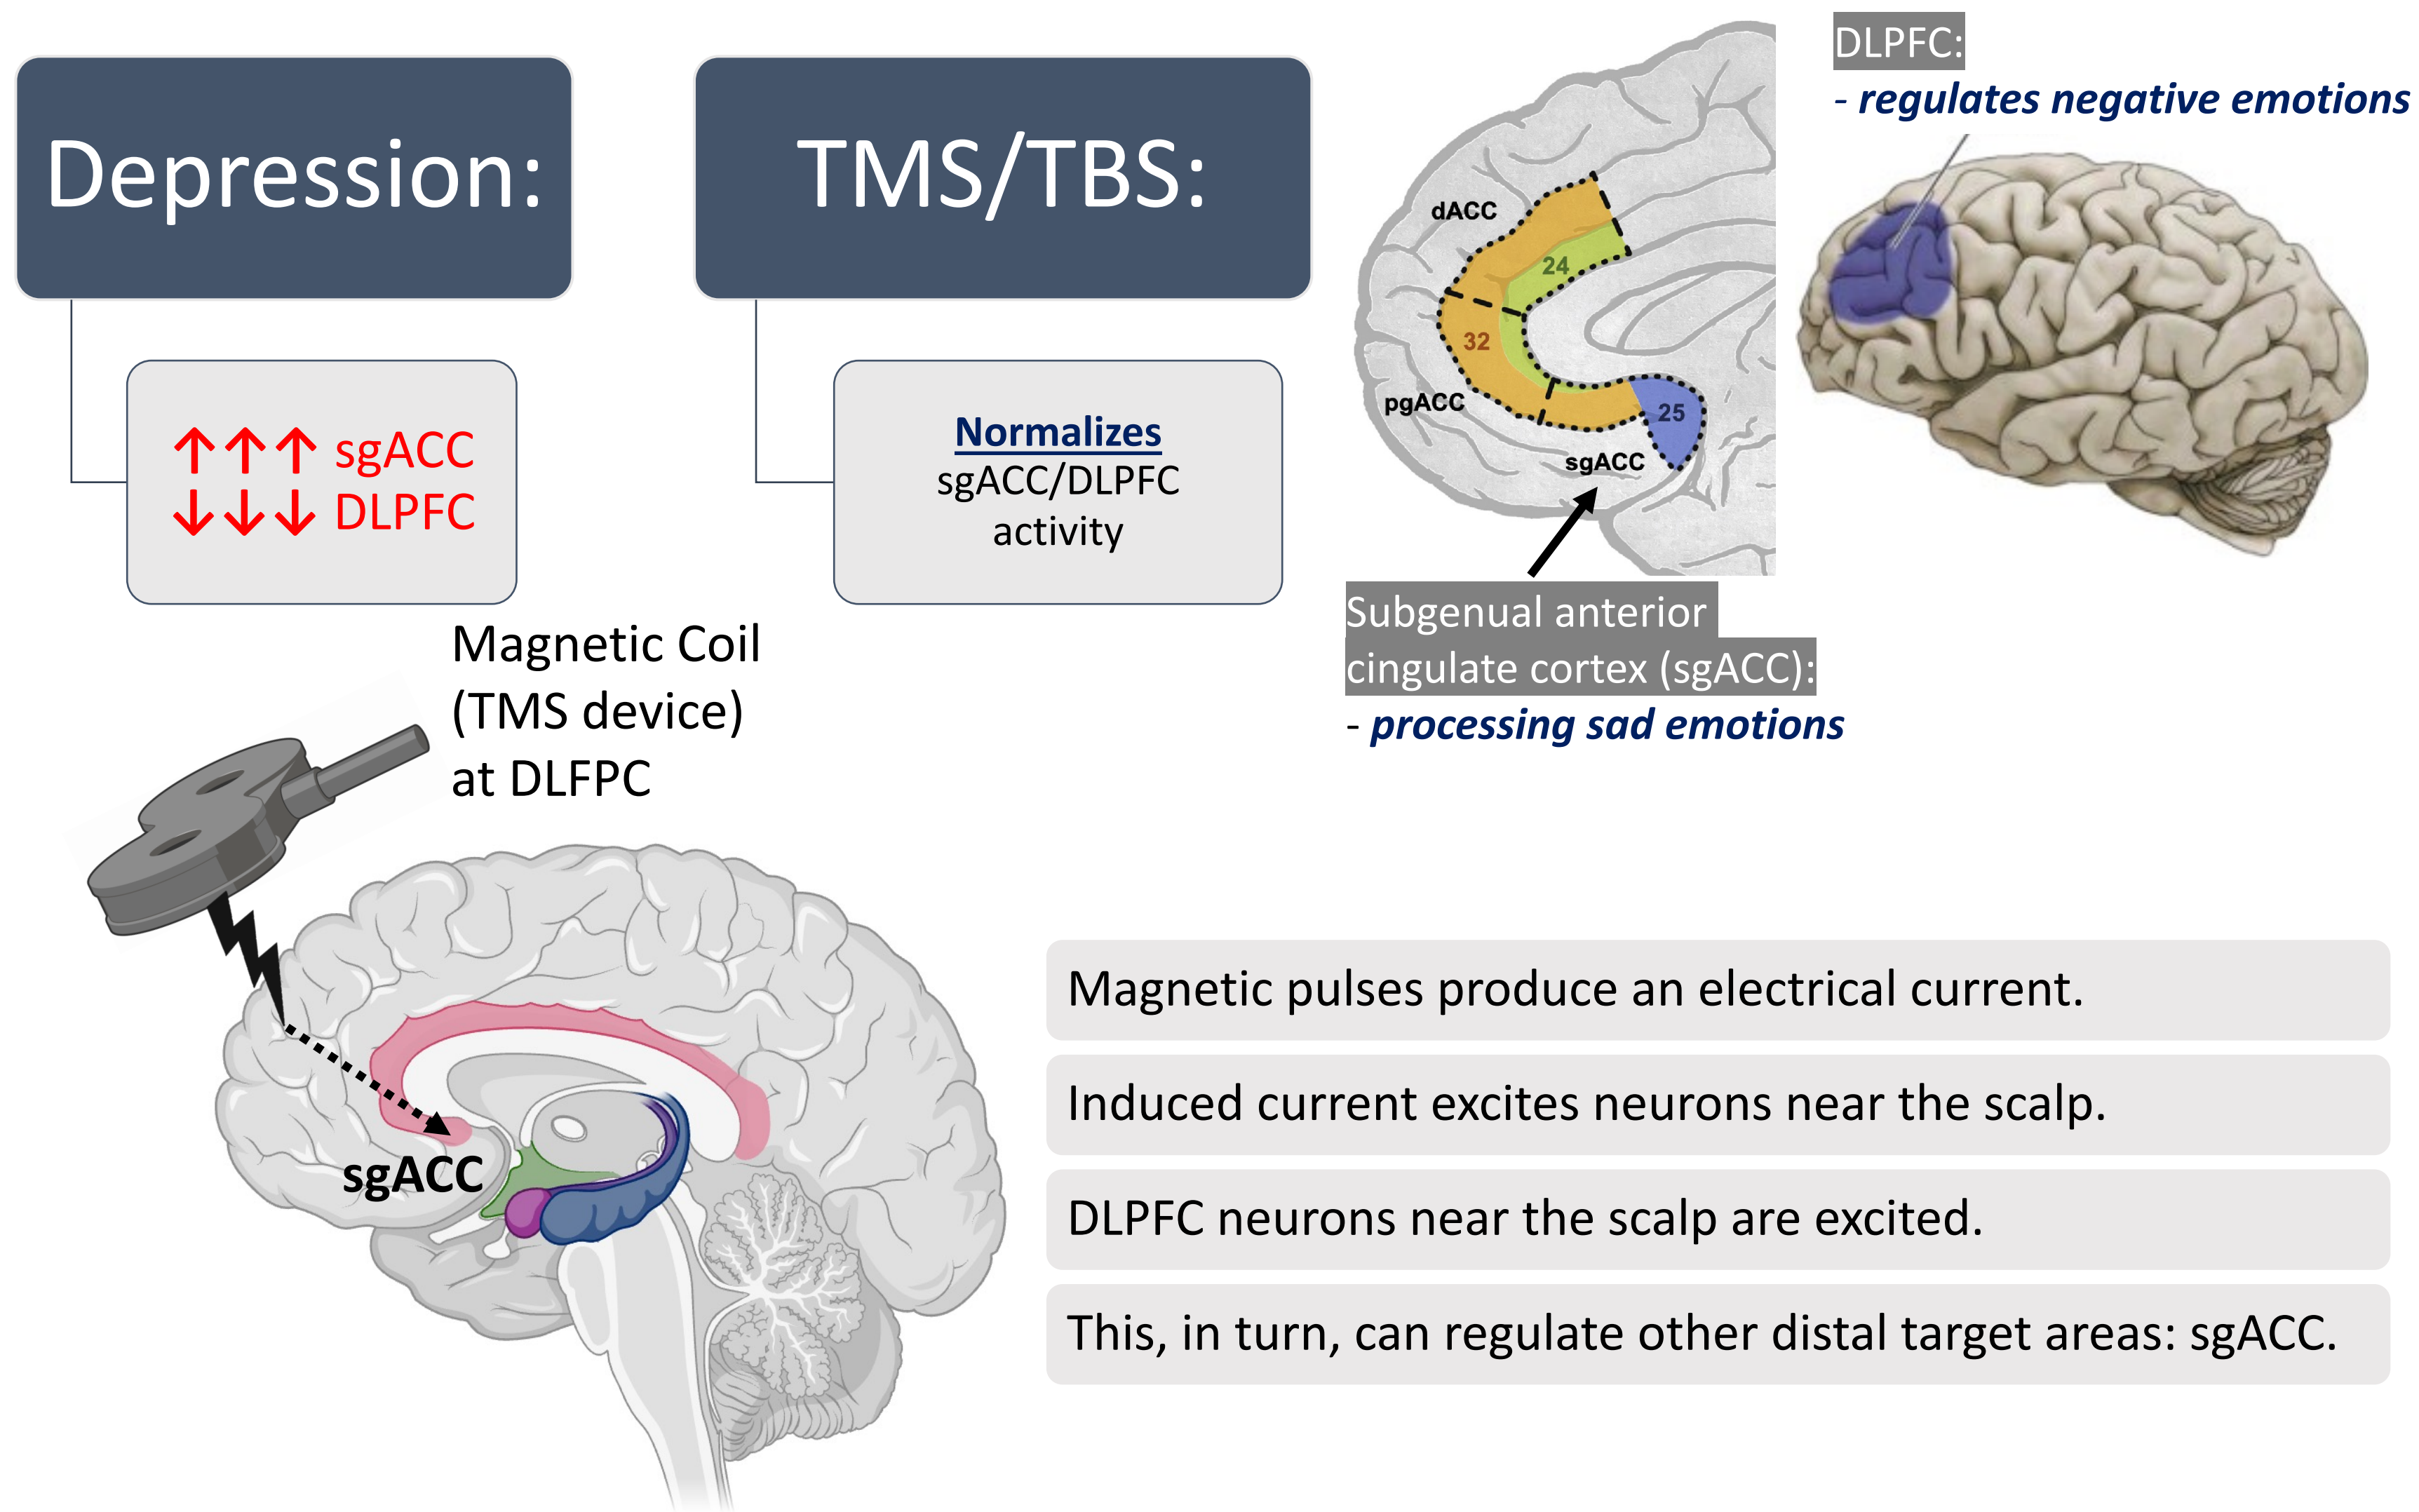 Depression:
↑↑↑ sgACC
↓↓↓ DLPFC
TMS/TBS:
Normalizes
sgACC/DLPFC
activity
dACC
24
32
pgACC
25
sgACC
Subgenual anterior
cingulate cortex (sgACC):
- processing sad emotions
DLPFC:
- regulates negative emotions
Magnetic Coil
(TMS device)
at DLFPC
sgACC
Magnetic pulses produce an electrical current.
Induced current excites neurons near the scalp.
DLPFC neurons near the scalp are excited.
This, in turn, can regulate other distal target areas: sgACC.